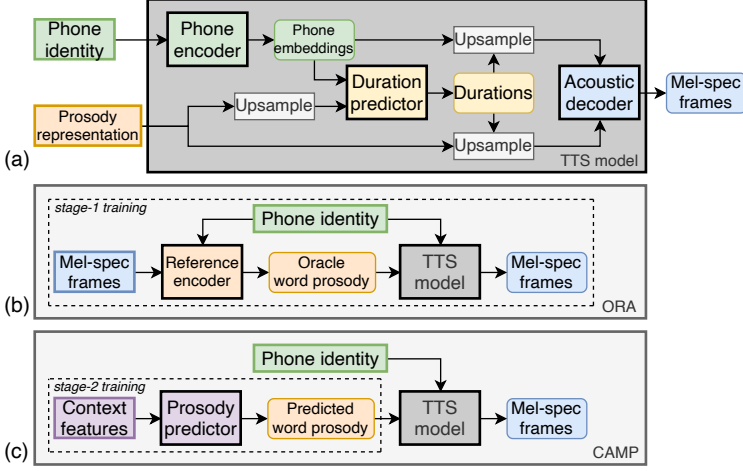 Phone
identity
Phone
encoder
Phone
embeddings
Upsample
Prosody
representation
Upsample
Duration
predictor
Durations
Acoustic
decoder
Mel-spec
frames
Upsample
TTS model
(a)
stage-1 training
Phone identity
Mel-spec
frames
Reference
encoder
Oracle
word prosody
TTS
model
Mel-spec
frames
ORA
(b)
Phone identity
stage-2 training
Context
features
Prosody
predictor
Predicted
word prosody
TTS
model
Mel-spec
frames
CAMP
(c)